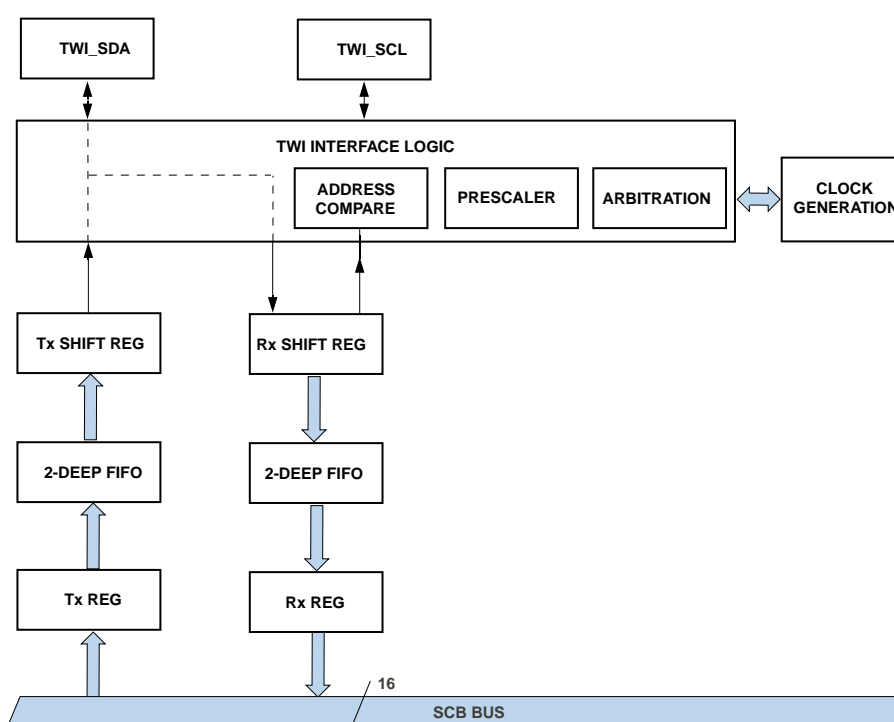 TWI_SDA
TWI_SCL
TWI INTERFACE LOGIC
ADDRESS
COMPARE
PRESCALER
ARBITRATION
CLOCK
GENERATION
Tx SHIFT REG
Rx SHIFT REG
2-DEEP FIFO
2-DEEP FIFO
Tx REG
Rx REG
16
SCB BUS